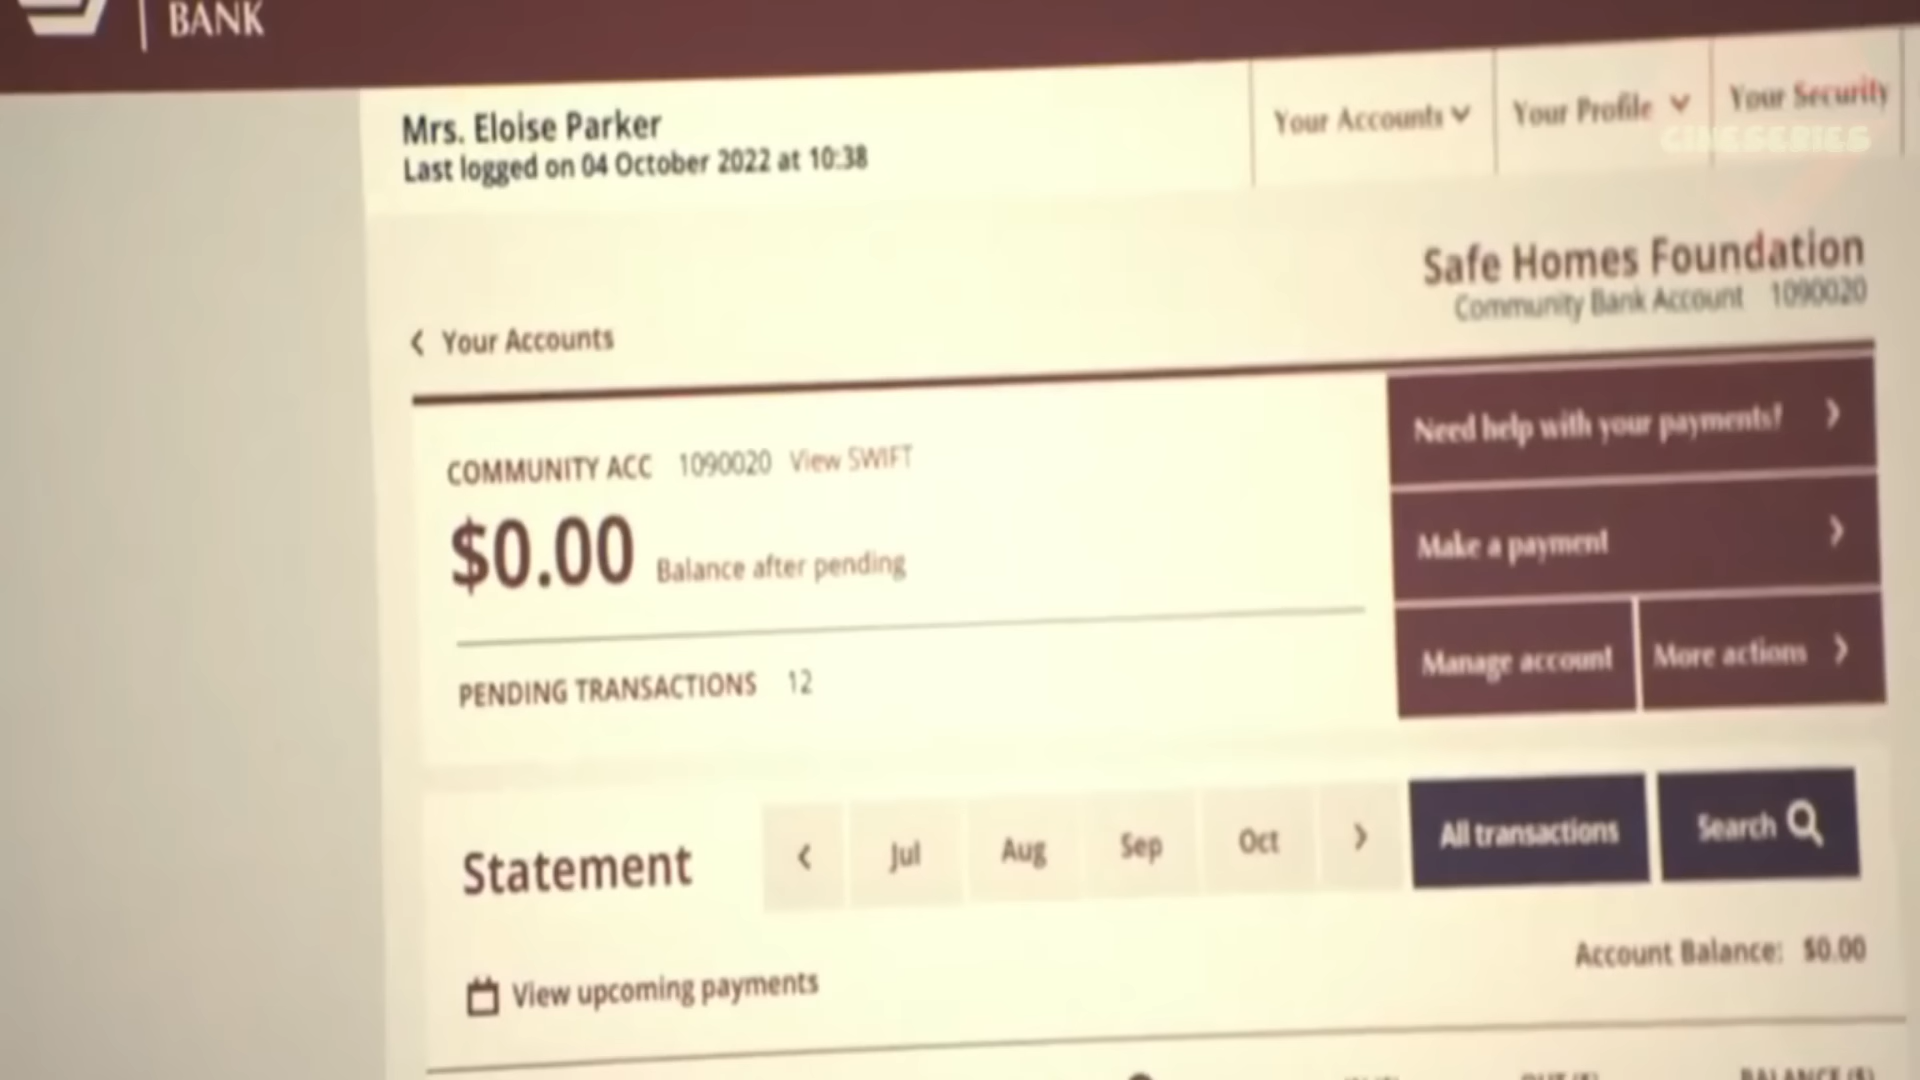 BANK
Mrs. Eloise Parker
Last logged on 04 October 2022 at 10:38
Your Accounts
Your Profile
Your Security
CINESERIES
Safe Homes Foundation
Community Bank Account 1090020
Your Accounts
COMMUNITY ACC 1090020 View SWIFT
$0.00 Balance after pending
PENDING TRANSACTIONS 12
Need help with your payments?
Make a payment
Manage account
More actions
Statement
Jul
Aug
Sep
Oct
All transactions
Search
Account Balance: $0.00
View upcoming payments
BALANCE ($)